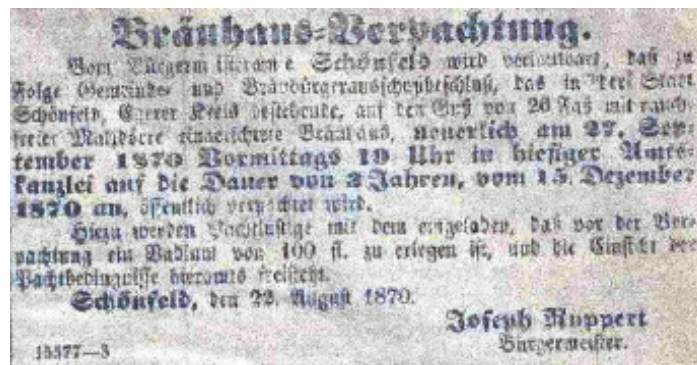 Bräuhaus-Verpachtung.
Vom Bürgermeisteramte Schönfeld wird verlautbart, daß zu
Folge Gemeinde- und Bräubürgerausschußbeschluß, das in der Stadt
Schönfeld, Egerer Kreis bestehende, auf den Guß von 26 Faß mit rauch-
freier Malzdörre eingerichtete Bräuhaus, neuerlich am 27. Sep-
tember 1870 Vormittags 10 Uhr in hiesiger Amts-
kanzlei auf die Dauer von 3 Jahren, vom 15. Dezember
1870 an, öffentlich verpachtet wird.
Hiezu werden Pachtlustige mit dem eingeladen, daß vor der Ver-
pachtung ein Vadium von 100 fl. zu erlegen ist, und die Einsicht der
Pachtbedingnisse hieramts freisteht.
Schönfeld, den 22. August 1870.
Joseph Ruppert
Bürgermeister.
15377—3